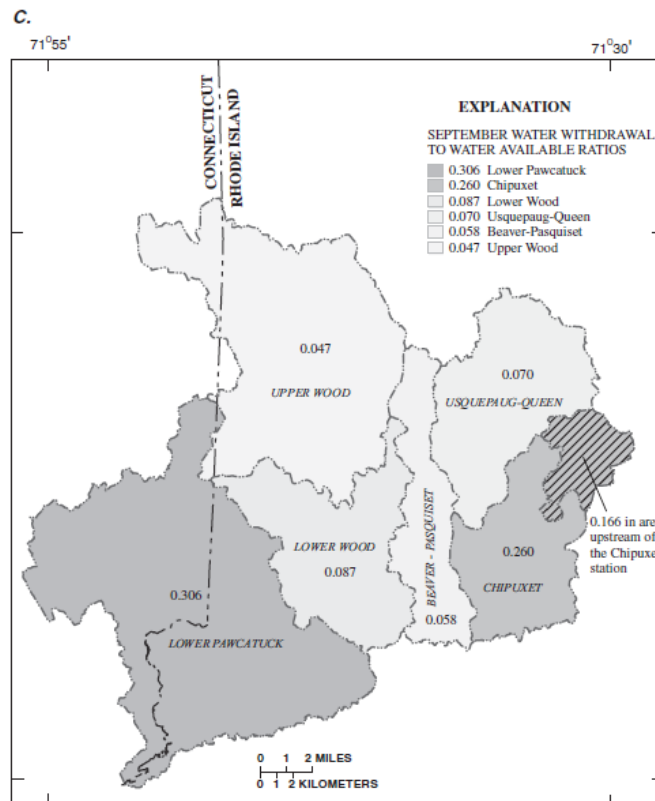 C.
71°55'
71°30'
CONNECTICUT
RHODE ISLAND
EXPLANATION
SEPTEMBER WATER WITHDRAWAL
TO WATER AVAILABLE RATIOS
0.306 Lower Pawcatuck
0.260 Chipuxet
0.087 Lower Wood
0.070 Usquepaug-Queen
0.058 Beaver-Pasquiset
0.047 Upper Wood
0.047
UPPER WOOD
0.070
USQUEPAUG-QUEEN
0.166 in are
upstream of
the Chipuxe
station
LOWER WOOD
0.087
BEAVER - PASQUISET
0.058
0.260
CHIPUXET
0.306
LOWER PAWCATUCK
0 1 2 MILES
0 1 2 KILOMETERS